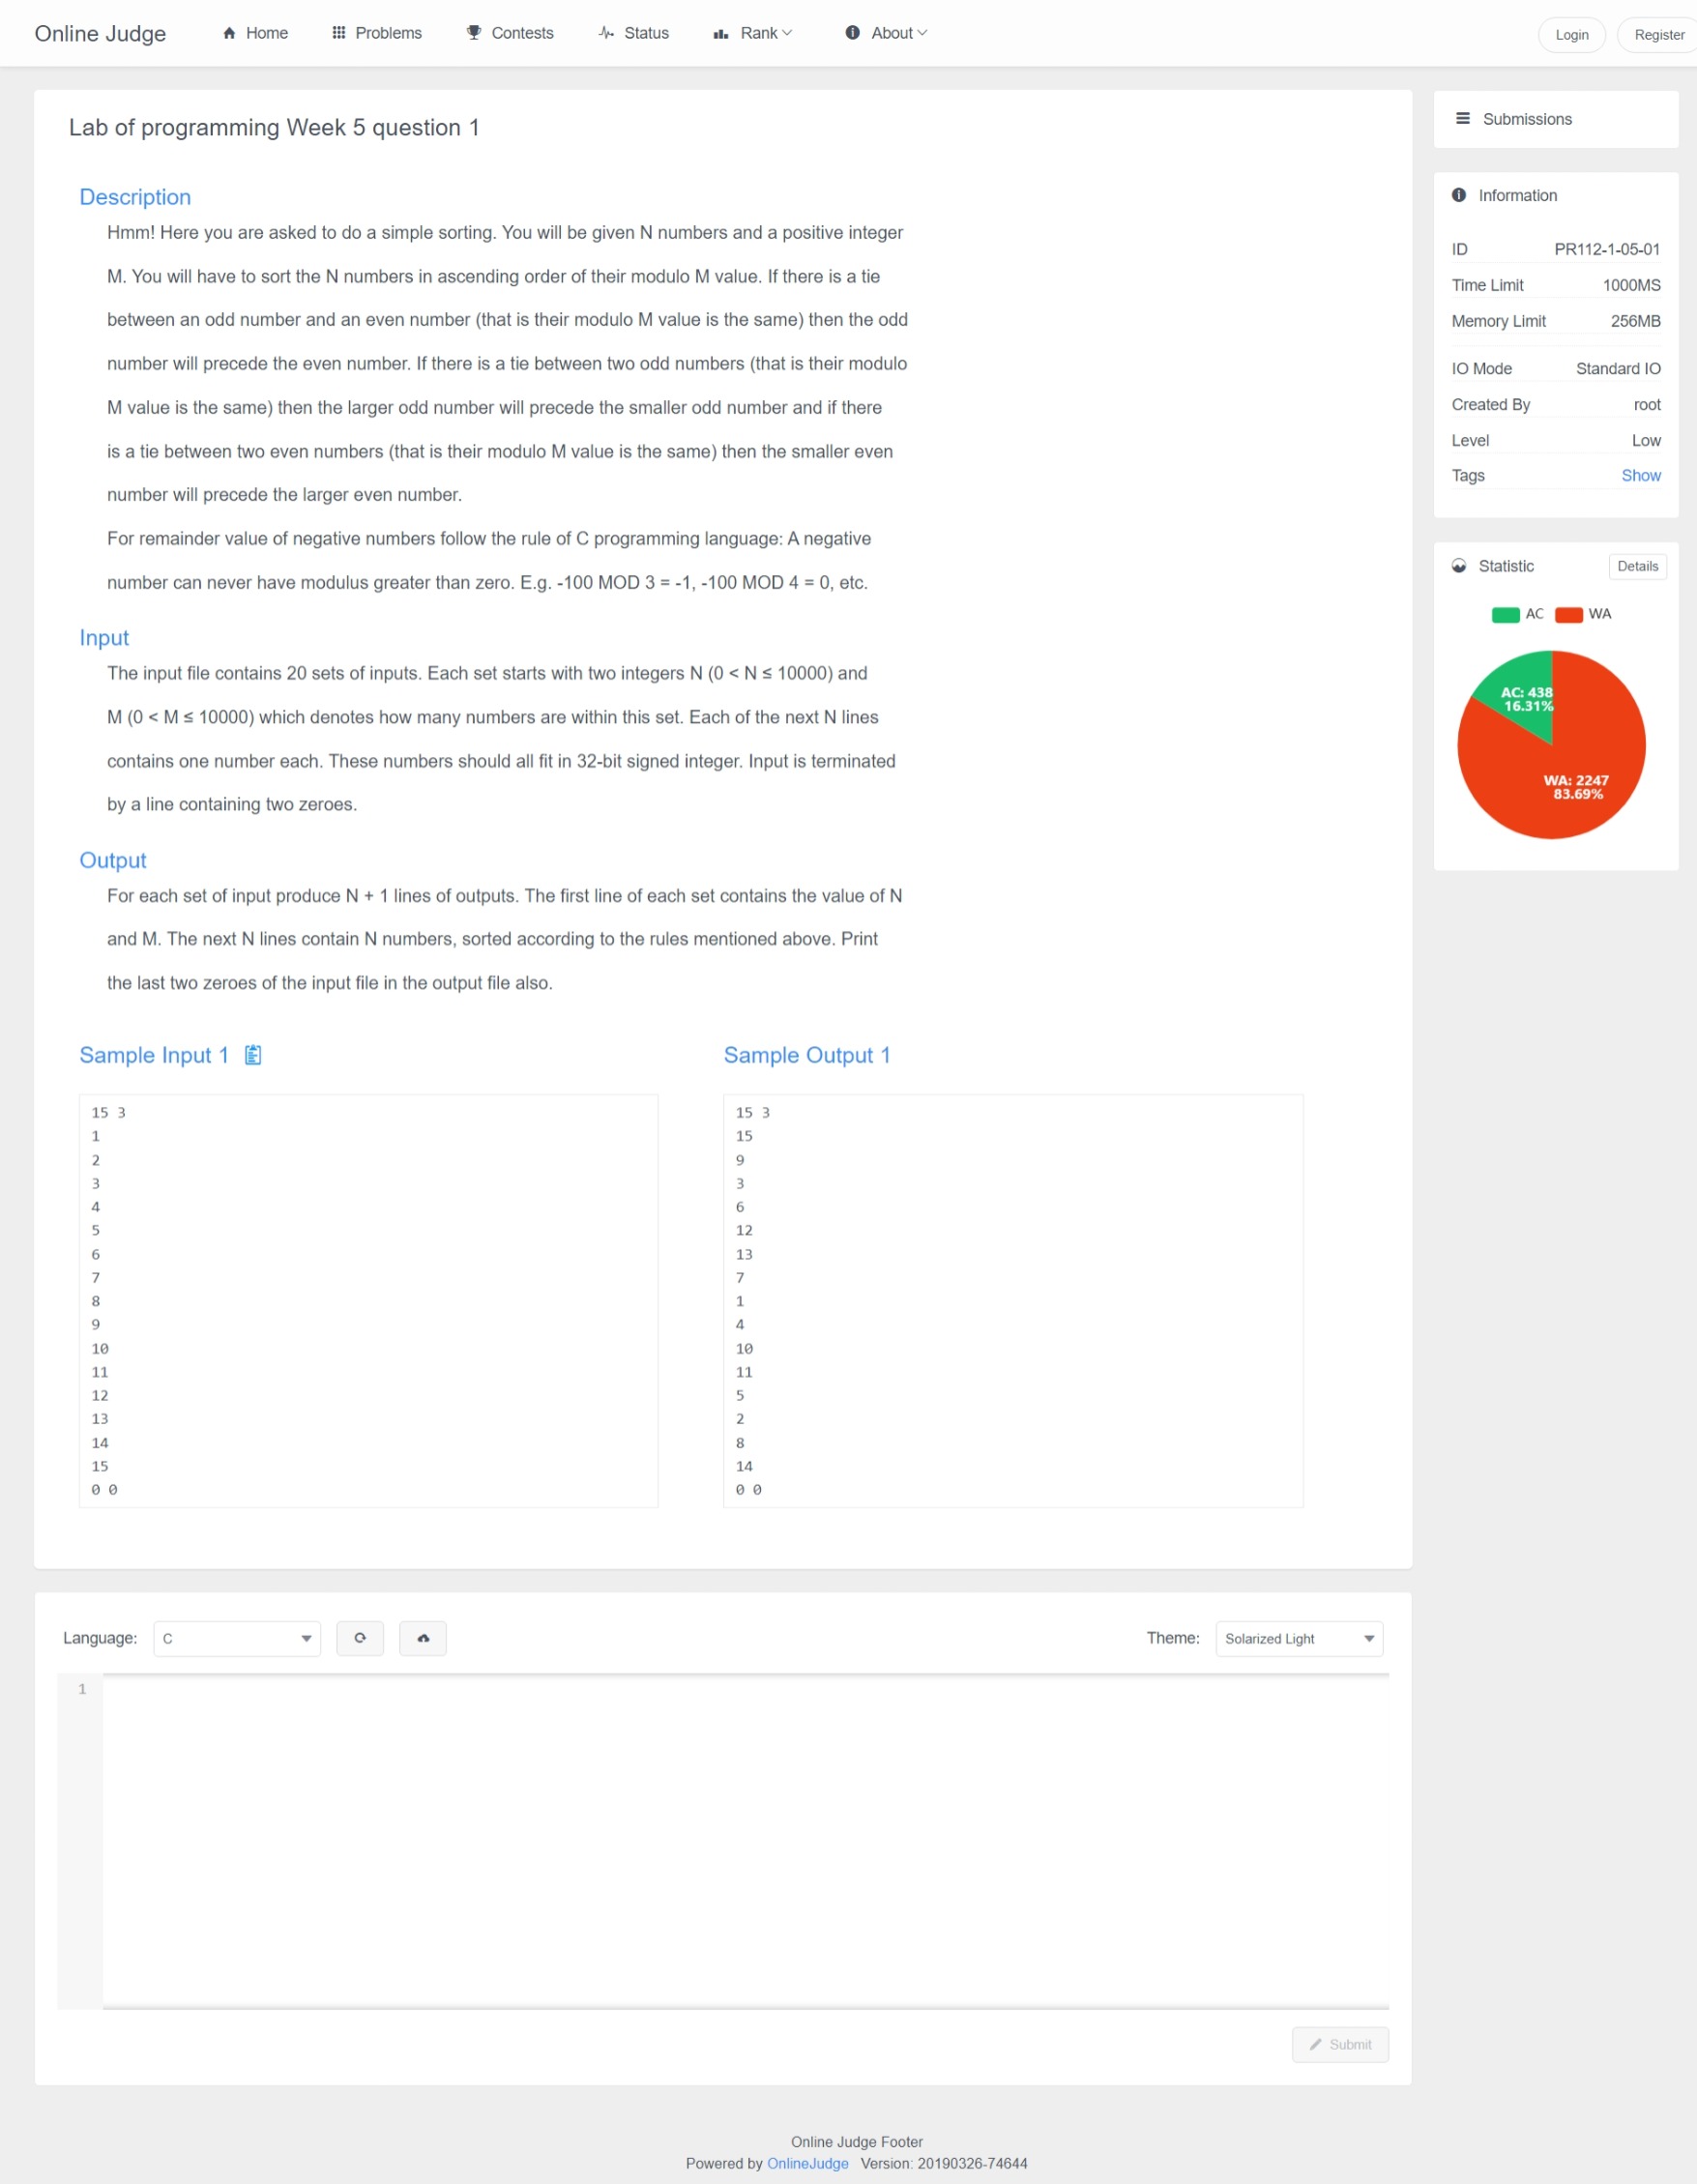 Online Judge Home Problems Contests Status Rank About Login Register
Lab of programming Week 5 question 1
Description
Hmm! Here you are asked to do a simple sorting. You will be given N numbers and a positive integer
M. You will have to sort the N numbers in ascending order of their modulo M value. If there is a tie
between an odd number and an even number (that is their modulo M value is the same) then the odd
number will precede the even number. If there is a tie between two odd numbers (that is their modulo
M value is the same) then the larger odd number will precede the smaller odd number and if there
is a tie between two even numbers (that is their modulo M value is the same) then the smaller even
number will precede the larger even number.
For remainder value of negative numbers follow the rule of C programming language: A negative
number can never have modulus greater than zero. E.g. -100 MOD 3 = -1, -100 MOD 4 = 0, etc.
Input
The input file contains 20 sets of inputs. Each set starts with two integers N (0 < N ≤ 10000) and
M (0 < M ≤ 10000) which denotes how many numbers are within this set. Each of the next N lines
contains one number each. These numbers should all fit in 32-bit signed integer. Input is terminated
by a line containing two zeroes.
Output
For each set of input produce N + 1 lines of outputs. The first line of each set contains the value of N
and M. The next N lines contain N numbers, sorted according to the rules mentioned above. Print
the last two zeroes of the input file in the output file also.
Sample Input 1
15 3
1
2
3
4
5
6
7
8
9
10
11
12
13
14
15
0 0
Sample Output 1
15 3
15
9
3
6
12
13
7
1
4
10
11
5
2
8
14
0 0
Submissions
Information
ID PR112-1-05-01
Time Limit 1000MS
Memory Limit 256MB
IO Mode Standard IO
Created By root
Level Low
Tags Show
Statistic Details
AC WA
AC: 438
16.31%
WA: 2247
83.69%
Language: C Theme: Solarized Light
1
Submit
Online Judge Footer
Powered by OnlineJudge Version: 20190326-74644